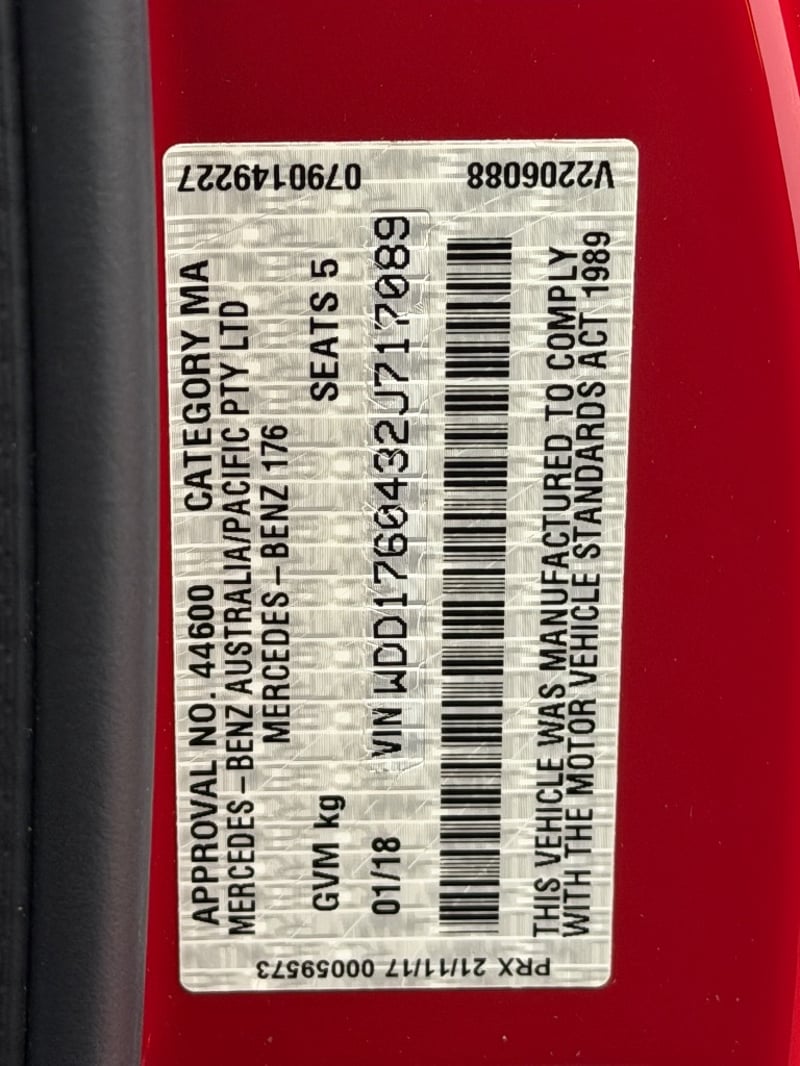 APPROVAL NO. 44600 CATEGORY MA
MERCEDES-BENZ AUSTRALIA/PACIFIC PTY LTD
MERCEDES-BENZ 176
GVM kg SEATS 5
01/18 VIN WDD1760432J717089
THIS VEHICLE WAS MANUFACTURED TO COMPLY
WITH THE MOTOR VEHICLE STANDARDS ACT 1989
0790149227
V2206088
PRX 21/11/17 00059573